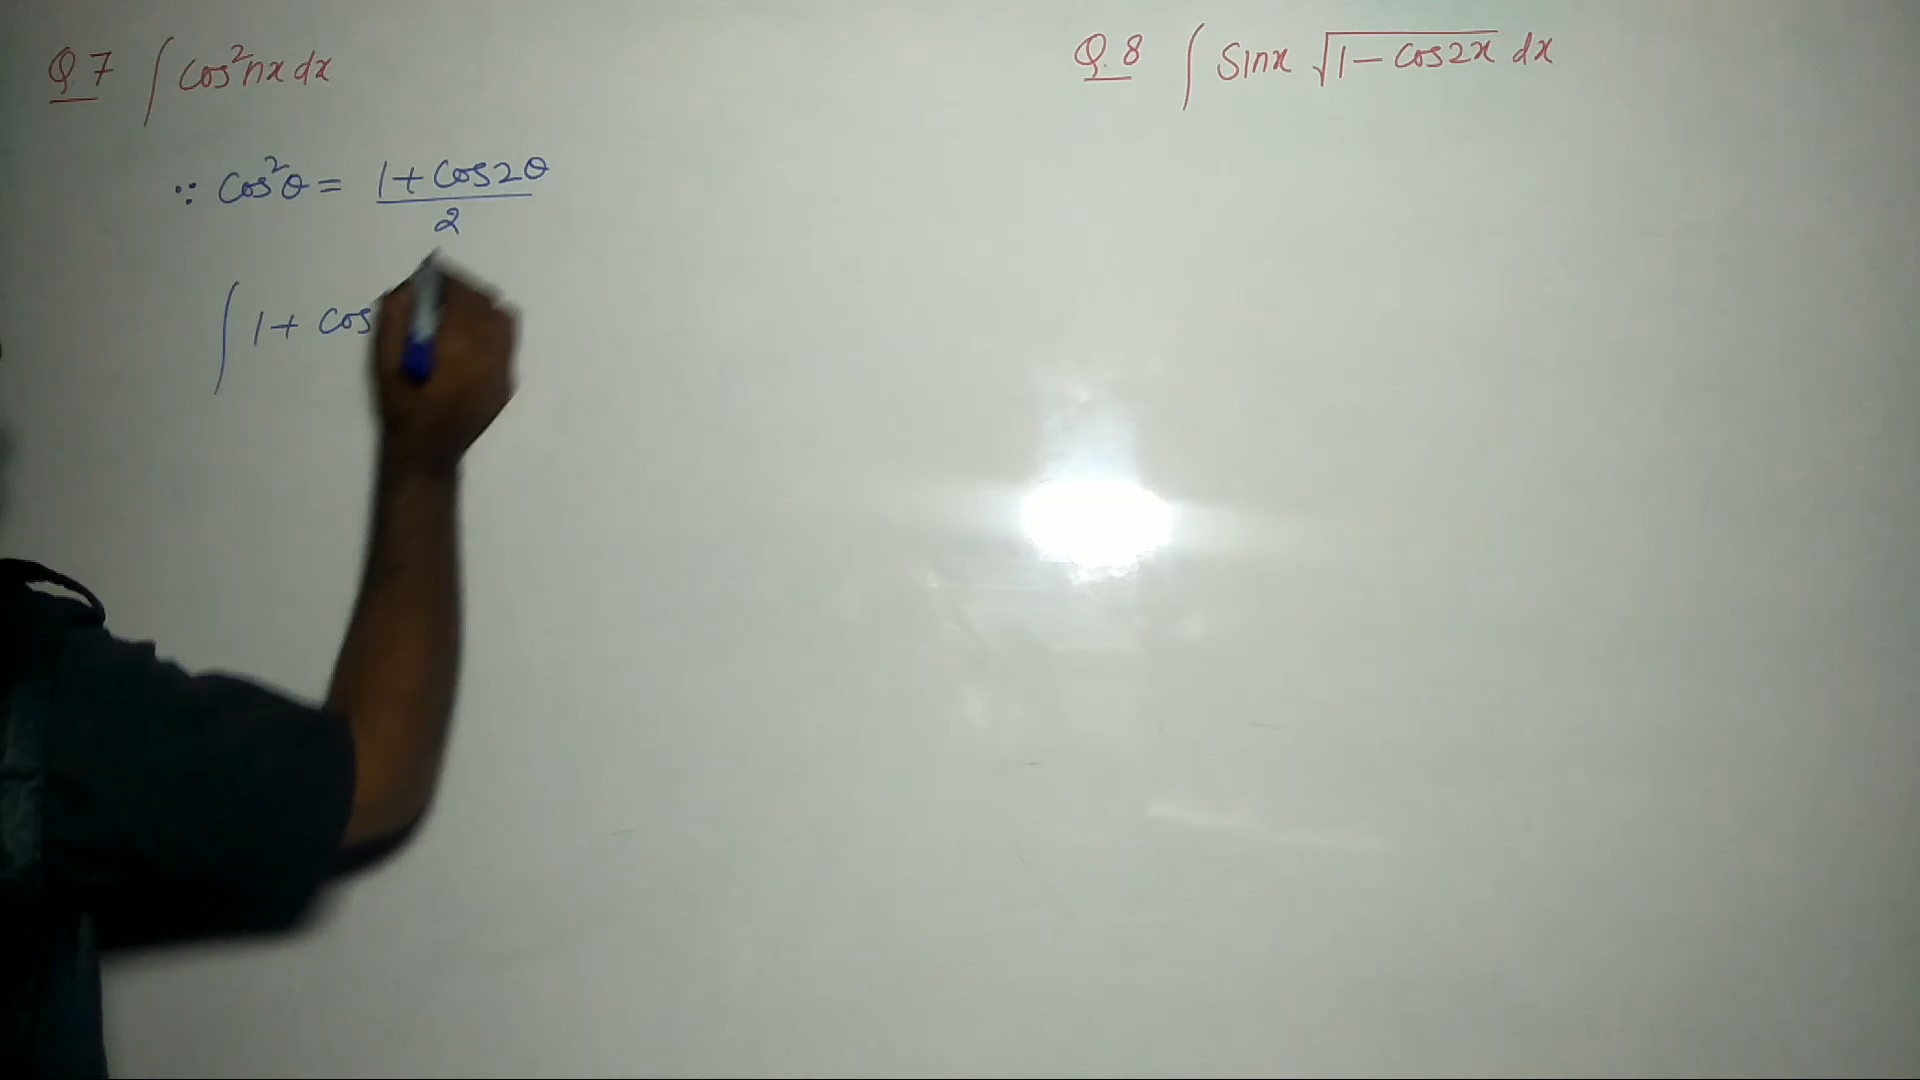 Q.7 ∫ cos²nx dx
∵ cos²θ = (1 + cos2θ)/2
∫ 1 + cos
Q.8 ∫ sinx √(1 − cos2x) dx